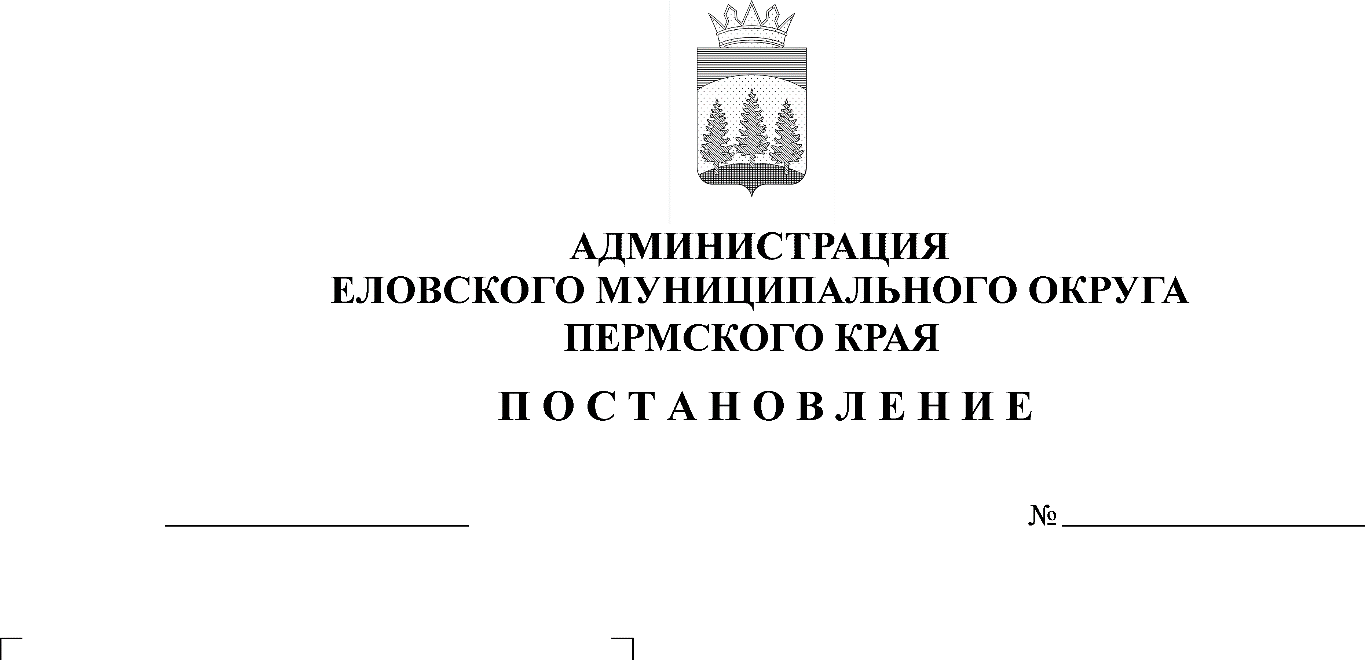 АДМИНИСТРАЦИЯ
ЕЛОВСКОГО МУНИЦИПАЛЬНОГО ОКРУГА
ПЕРМСКОГО КРАЯ
П О С Т А Н О В Л Е Н И Е
№